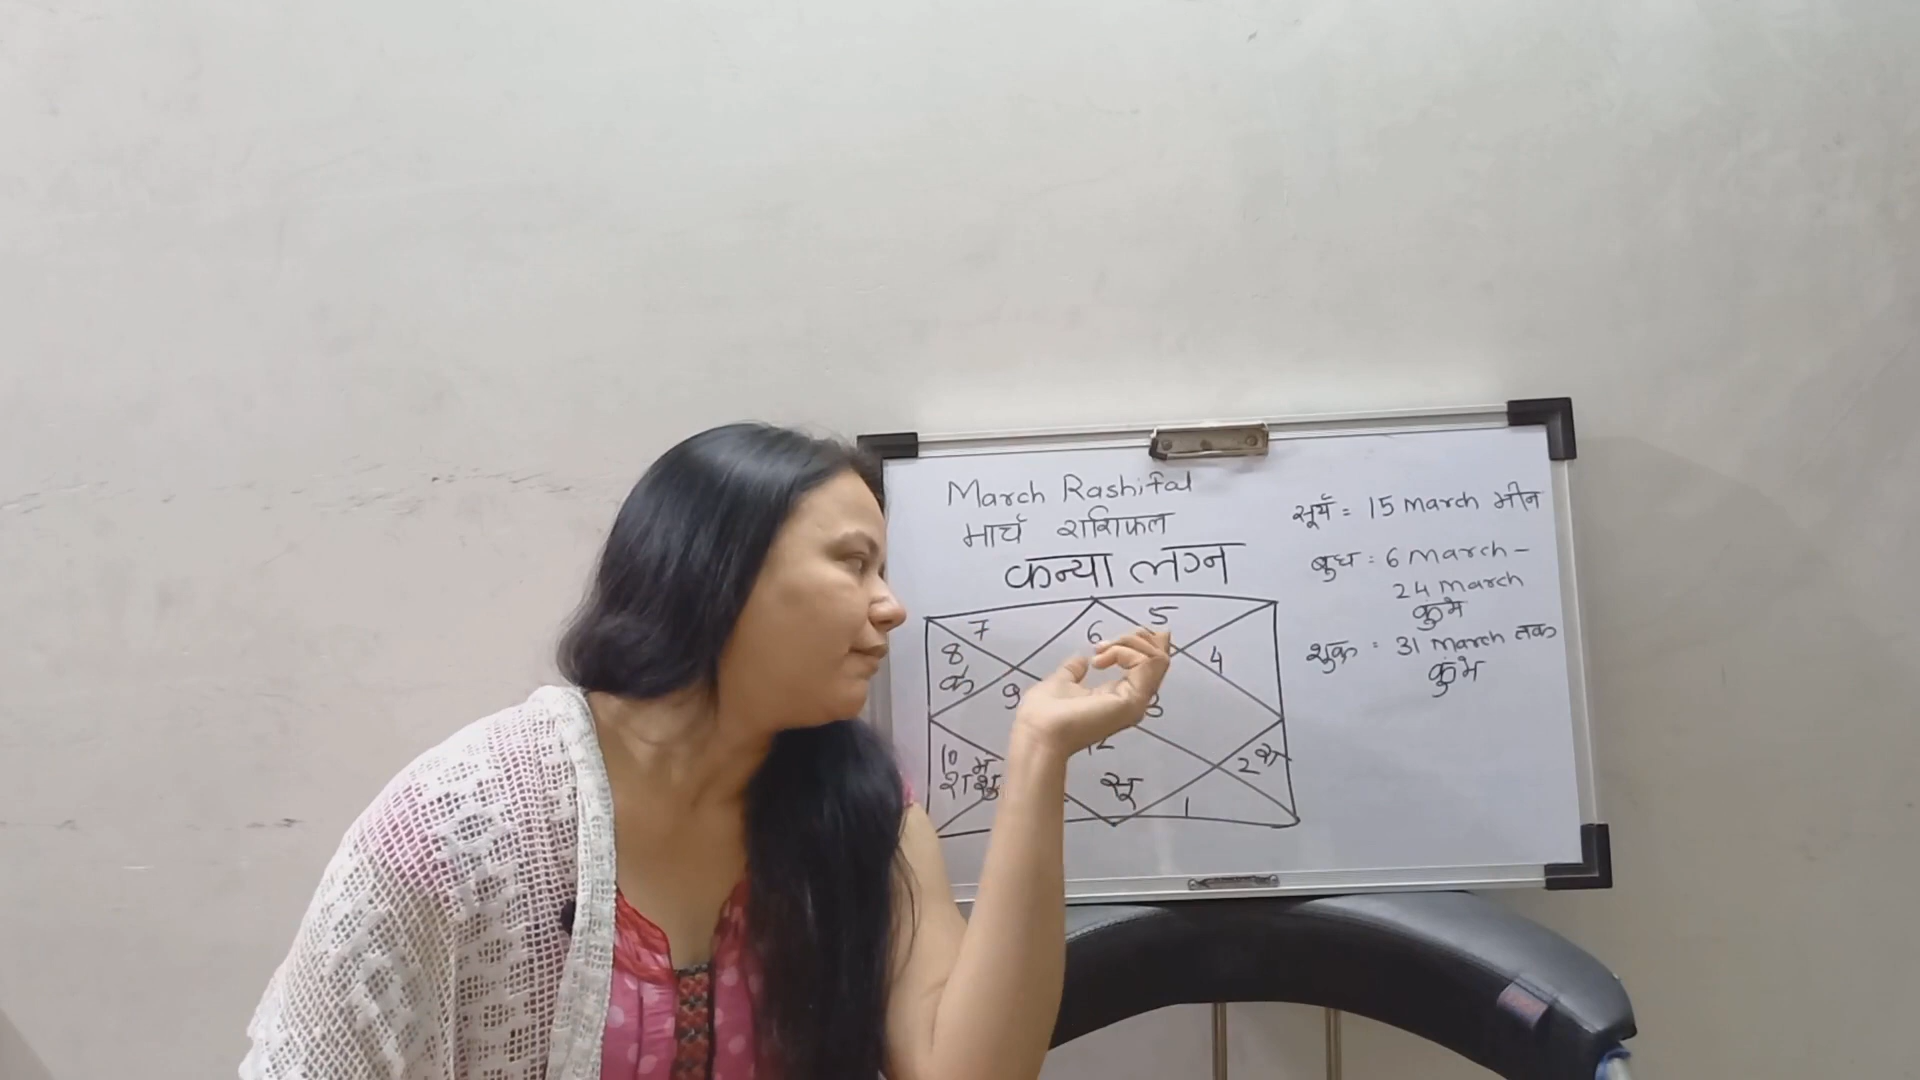 March Rashifal
मार्च राशिफल
कन्या लग्न
7
6
5
8
के
4
9
3
10
म
श
शु
12
सू
2
रा
1
सूर्य = 15 March मीन
बुध : 6 March -
24 March
कुंभ
शुक्र : 31 March तक
कुंभ